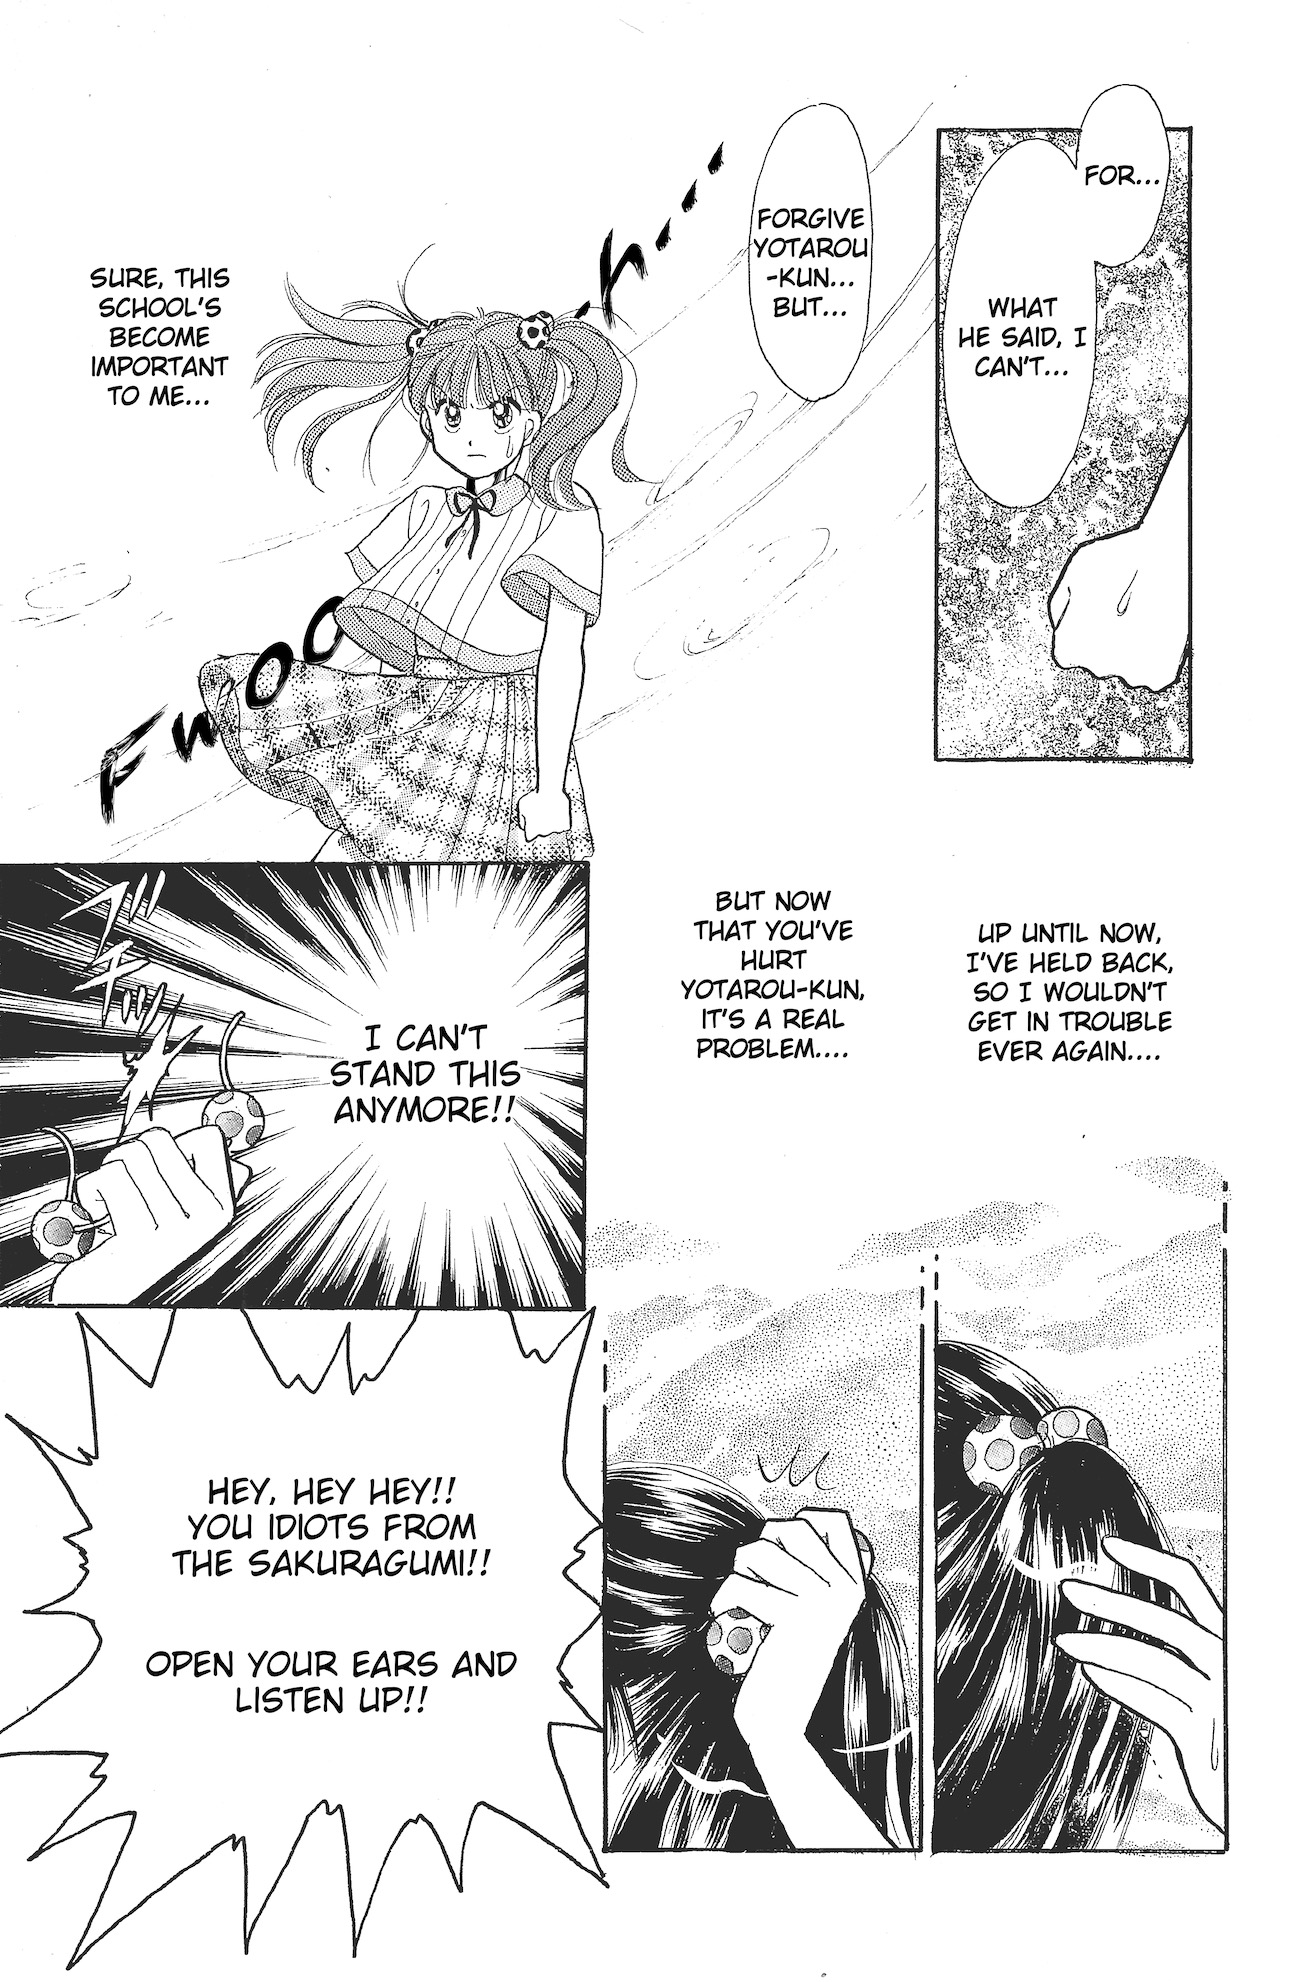 FOR...
WHAT
HE SAID, I
CAN'T...
FORGIVE
YOTAROU
-KUN...
BUT...
SURE, THIS
SCHOOL'S
BECOME
IMPORTANT
TO ME...
FWOO
UP UNTIL NOW,
I'VE HELD BACK,
SO I WOULDN'T
GET IN TROUBLE
EVER AGAIN....
BUT NOW
THAT YOU'VE
HURT
YOTAROU-KUN,
IT'S A REAL
PROBLEM....
I CAN'T
STAND THIS
ANYMORE!!
HEY, HEY HEY!!
YOU IDIOTS FROM
THE SAKURAGUMI!!
OPEN YOUR EARS AND
LISTEN UP!!